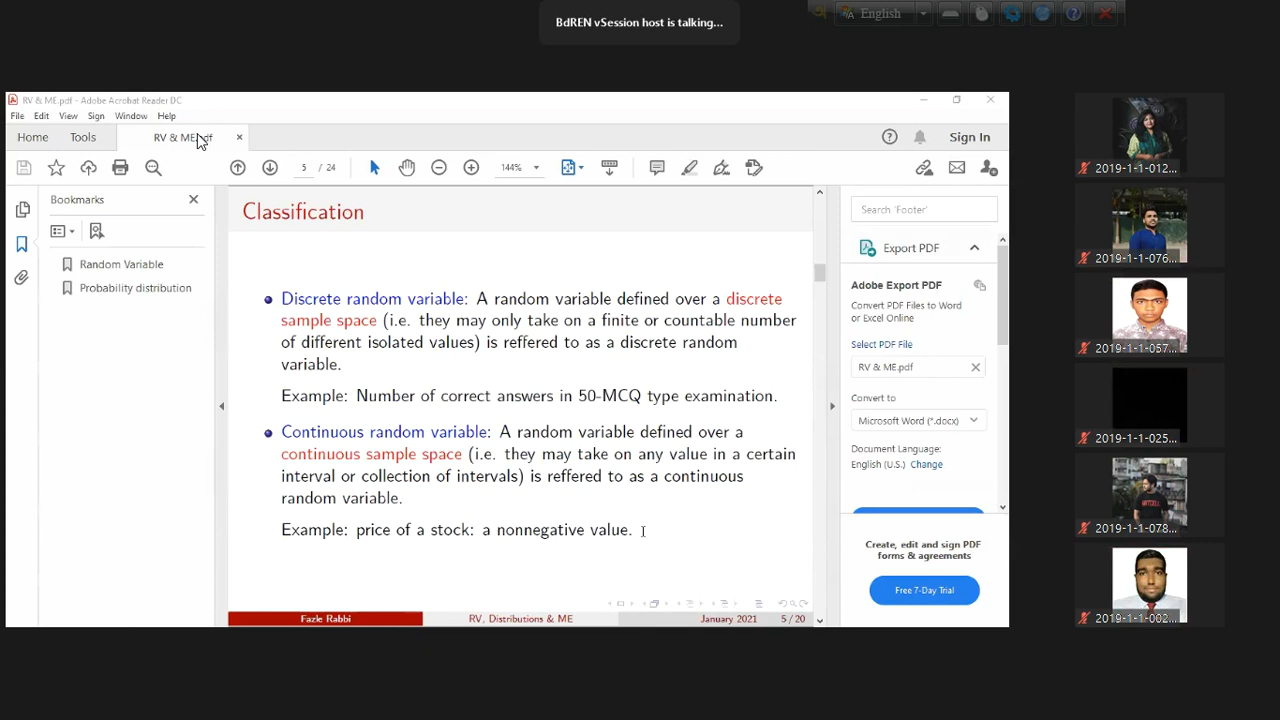 BdREN vSession host is talking...
English
RV & ME.pdf - Adobe Acrobat Reader DC
File Edit View Sign Window Help
Home Tools RV & ME.pdf × Sign In
5 / 24 144%
Bookmarks
Random Variable
Probability distribution
Classification
Discrete random variable: A random variable defined over a discrete
sample space (i.e. they may only take on a finite or countable number
of different isolated values) is reffered to as a discrete random
variable.
Example: Number of correct answers in 50-MCQ type examination.
Continuous random variable: A random variable defined over a
continuous sample space (i.e. they may take on any value in a certain
interval or collection of intervals) is reffered to as a continuous
random variable.
Example: price of a stock: a nonnegative value.
Fazle Rabbi RV, Distributions & ME January 2021 5 / 20
Search 'Footer'
Export PDF
Adobe Export PDF
Convert PDF Files to Word
or Excel Online
Select PDF File
RV & ME.pdf
Convert to
Microsoft Word (*.docx)
Document Language:
English (U.S.) Change
Create, edit and sign PDF
forms & agreements
Free 7-Day Trial
2019-1-1-012...
2019-1-1-076...
2019-1-1-057...
2019-1-1-025...
2019-1-1-078...
2019-1-1-002...